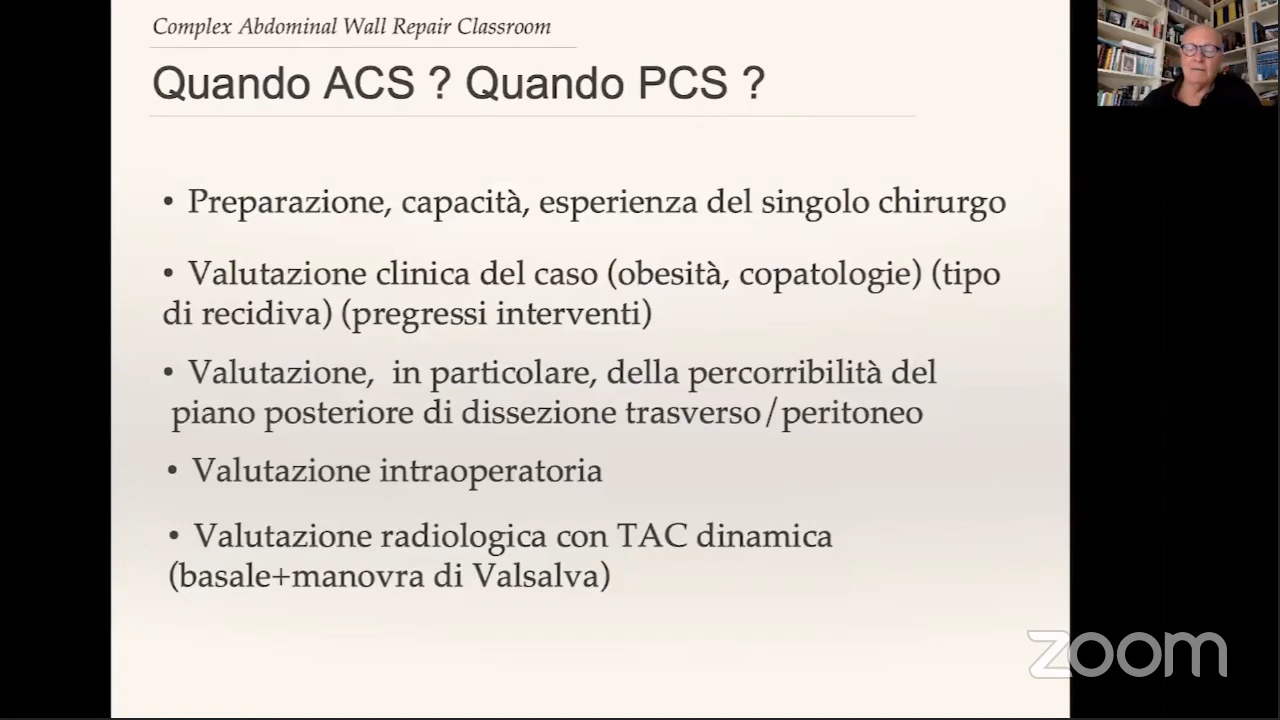 Complex Abdominal Wall Repair Classroom
Quando ACS ? Quando PCS ?
• Preparazione, capacità, esperienza del singolo chirurgo
• Valutazione clinica del caso (obesità, copatologie) (tipo
di recidiva) (pregressi interventi)
• Valutazione, in particolare, della percorribilità del
piano posteriore di dissezione trasverso/peritoneo
• Valutazione intraoperatoria
• Valutazione radiologica con TAC dinamica
(basale+manovra di Valsalva)
zoom